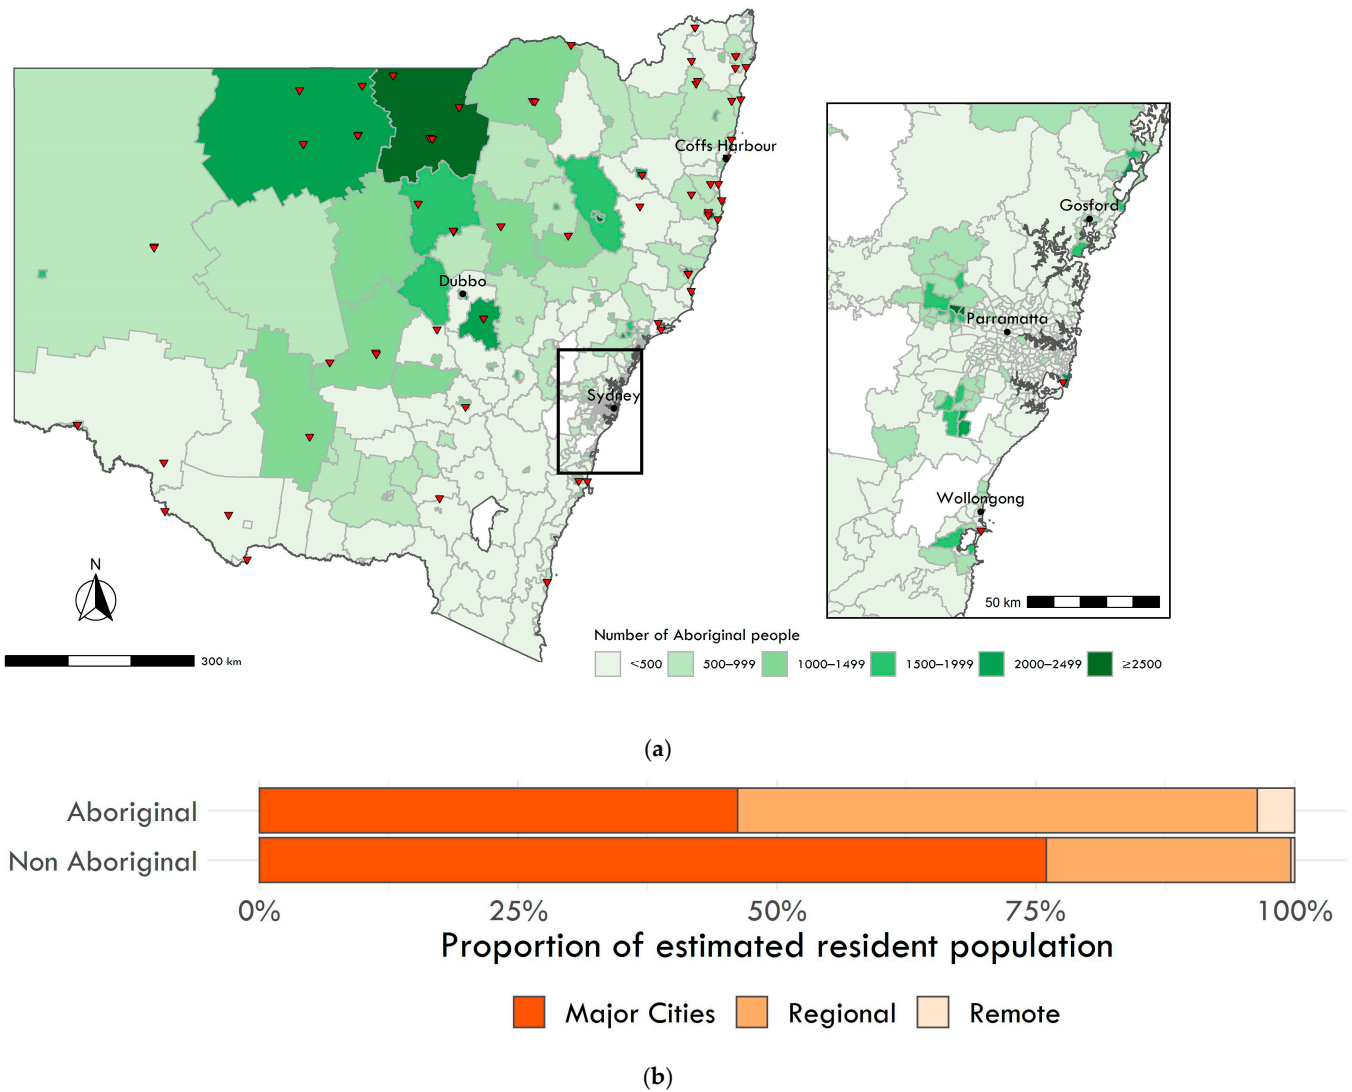 Coffs Harbour
Dubbo
Sydney
N
300 km
Gosford
Parramatta
Wollongong
50 km
Number of Aboriginal people
<500 500–999 1000–1499 1500–1999 2000–2499 ≥2500
(a)
Aboriginal
Non Aboriginal
0% 25% 50% 75% 100%
Proportion of estimated resident population
Major Cities Regional Remote
(b)